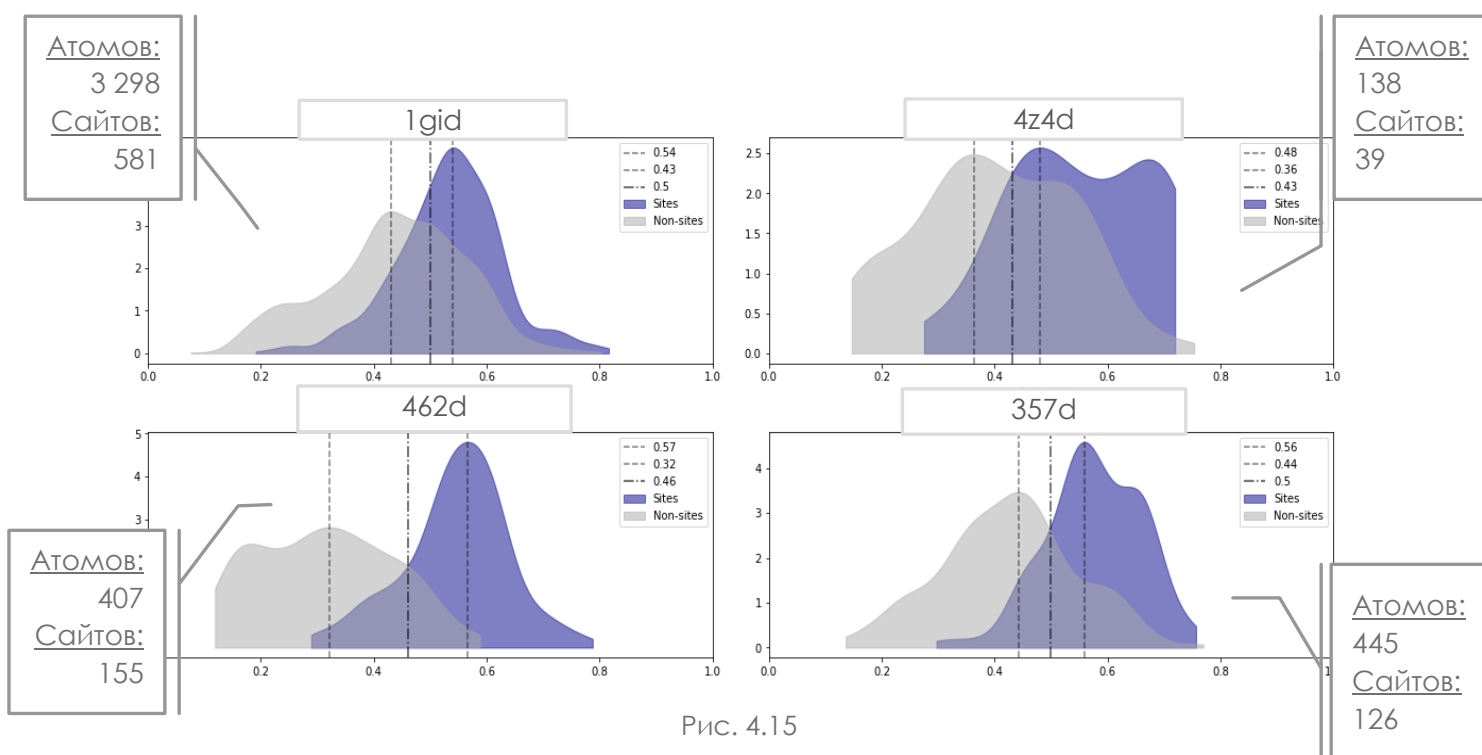 Атомов:
3 298
Сайтов:
581
Атомов:
138
Сайтов:
39
1gid
0.54
0.43
0.5
Sites
Non-sites
3
2
1
0
0.0 0.2 0.4 0.6 0.8 1.0
4z4d
0.48
0.36
0.43
Sites
Non-sites
2.5
2.0
1.5
1.0
0.5
0.0
0.0 0.2 0.4 0.6 0.8 1.0
462d
0.57
0.32
0.46
Sites
Non-sites
5
4
3
0.2 0.4 0.6 0.8 1.0
357d
0.56
0.44
0.5
Sites
Non-sites
4
3
2
1
0
0.0 0.2 0.4 0.6 0.8
Атомов:
407
Сайтов:
155
Атомов:
445
Сайтов:
126
Рис. 4.15